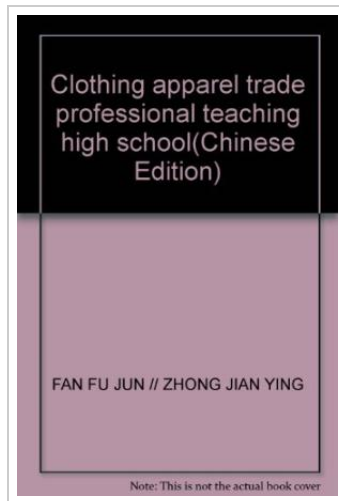 Clothing apparel trade
professional teaching
high school(Chinese
Edition)
FAN FU JUN // ZHONG JIAN YING
Note: This is not the actual book cover